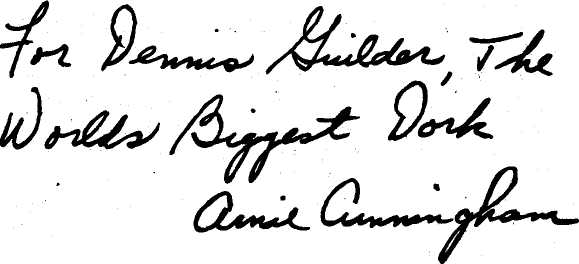 For Dennis Guilder, The
Worlds Biggest Dork
Arnie Cunningham